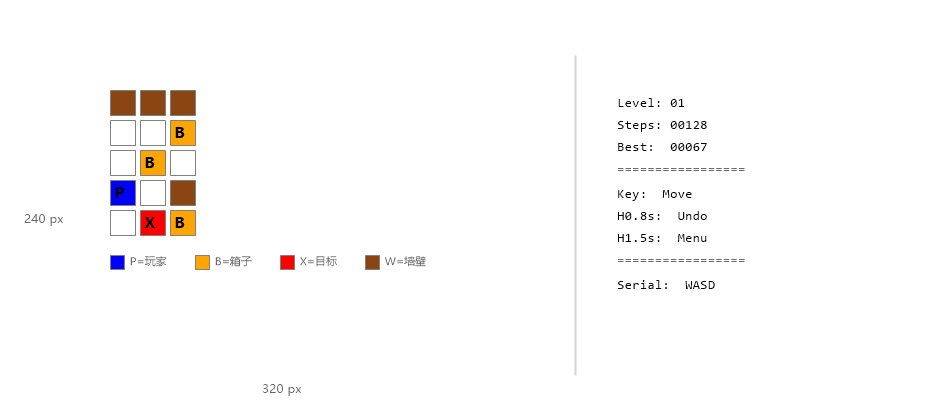 B
B
P
X B
240 px
P=玩家 B=箱子 X=目标 W=墙壁
320 px
Level: 01
Steps: 00128
Best: 00067
=================
Key: Move
H0.8s: Undo
H1.5s: Menu
=================
Serial: WASD